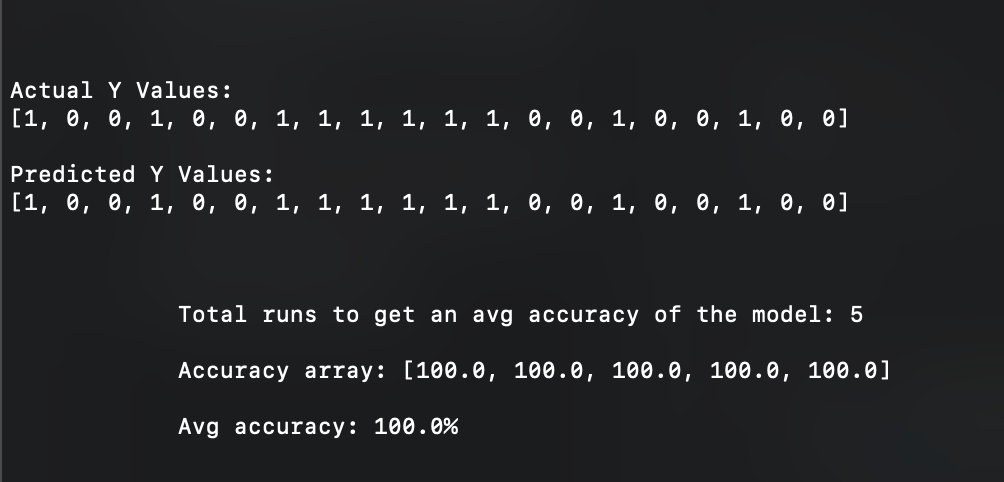 Actual Y Values:
[1, 0, 0, 1, 0, 0, 1, 1, 1, 1, 1, 1, 0, 0, 1, 0, 0, 1, 0, 0]
Predicted Y Values:
[1, 0, 0, 1, 0, 0, 1, 1, 1, 1, 1, 1, 0, 0, 1, 0, 0, 1, 0, 0]
Total runs to get an avg accuracy of the model: 5
Accuracy array: [100.0, 100.0, 100.0, 100.0, 100.0]
Avg accuracy: 100.0%